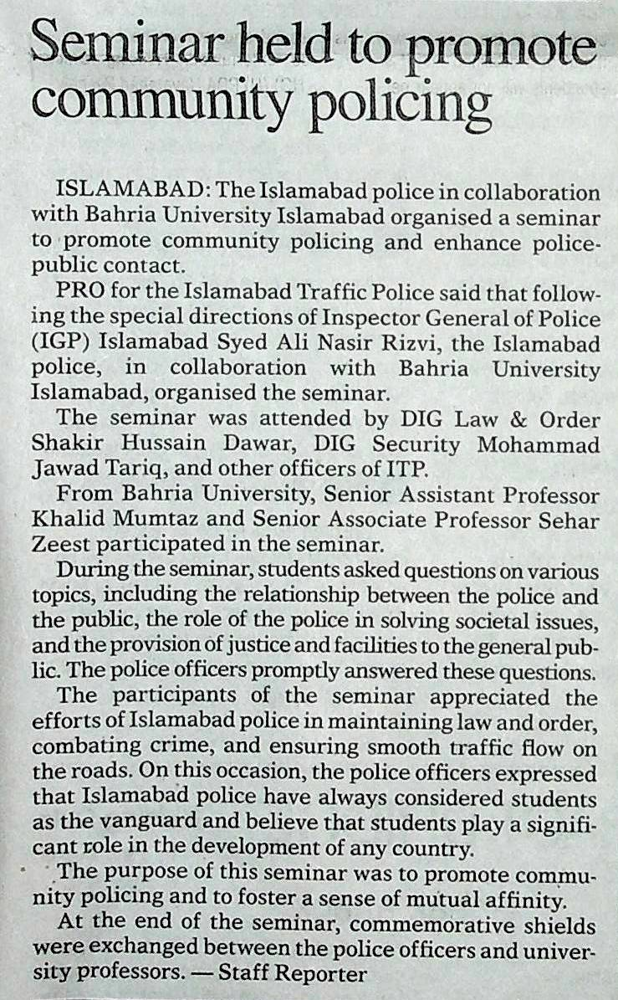 Seminar held to promote
community policing
ISLAMABAD: The Islamabad police in collaboration
with Bahria University Islamabad organised a seminar
to promote community policing and enhance police-
public contact.
PRO for the Islamabad Traffic Police said that follow-
ing the special directions of Inspector General of Police
(IGP) Islamabad Syed Ali Nasir Rizvi, the Islamabad
police, in collaboration with Bahria University
Islamabad, organised the seminar.
The seminar was attended by DIG Law & Order
Shakir Hussain Dawar, DIG Security Mohammad
Jawad Tariq, and other officers of ITP.
From Bahria University, Senior Assistant Professor
Khalid Mumtaz and Senior Associate Professor Sehar
Zeest participated in the seminar.
During the seminar, students asked questions on various
topics, including the relationship between the police and
the public, the role of the police in solving societal issues,
and the provision of justice and facilities to the general pub-
lic. The police officers promptly answered these questions.
The participants of the seminar appreciated the
efforts of Islamabad police in maintaining law and order,
combating crime, and ensuring smooth traffic flow on
the roads. On this occasion, the police officers expressed
that Islamabad police have always considered students
as the vanguard and believe that students play a signifi-
cant role in the development of any country.
The purpose of this seminar was to promote commu-
nity policing and to foster a sense of mutual affinity.
At the end of the seminar, commemorative shields
were exchanged between the police officers and univer-
sity professors. — Staff Reporter